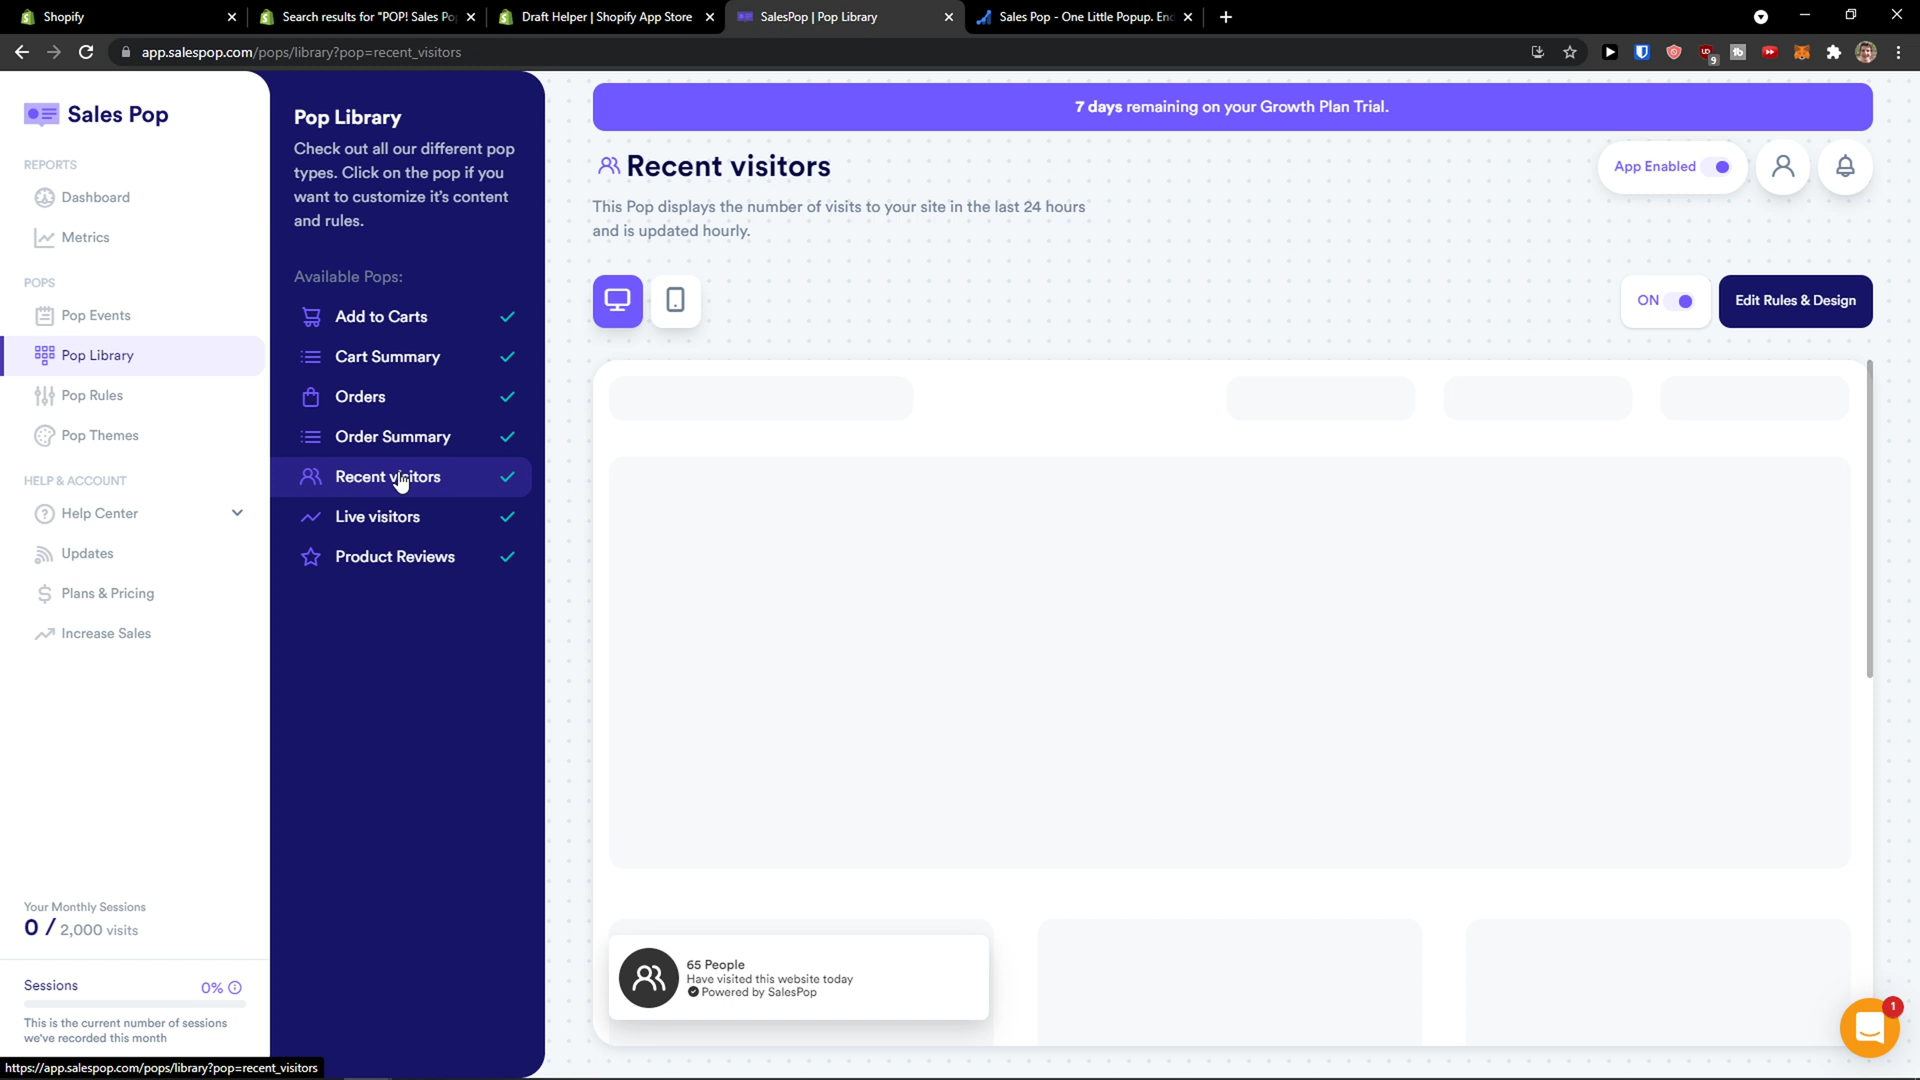 Shopify
Search results for "POP! Sales Po
Draft Helper | Shopify App Store
SalesPop | Pop Library
Sales Pop - One Little Popup. En
app.salespop.com/pops/library?pop=recent_visitors
9
Sales Pop
REPORTS
Dashboard
Metrics
POPS
Pop Events
Pop Library
Pop Rules
Pop Themes
HELP & ACCOUNT
Help Center
Updates
Plans & Pricing
Increase Sales
Your Monthly Sessions
0 / 2,000 visits
Sessions
0%
This is the current number of sessions
we've recorded this month
https://app.salespop.com/pops/library?pop=recent_visitors
Pop Library
Check out all our different pop
types. Click on the pop if you
want to customize it's content
and rules.
Available Pops:
Add to Carts
Cart Summary
Orders
Order Summary
Recent visitors
Live visitors
Product Reviews
7 days remaining on your Growth Plan Trial.
Recent visitors
App Enabled
This Pop displays the number of visits to your site in the last 24 hours
and is updated hourly.
ON
Edit Rules & Design
65 People
Have visited this website today
Powered by SalesPop
1